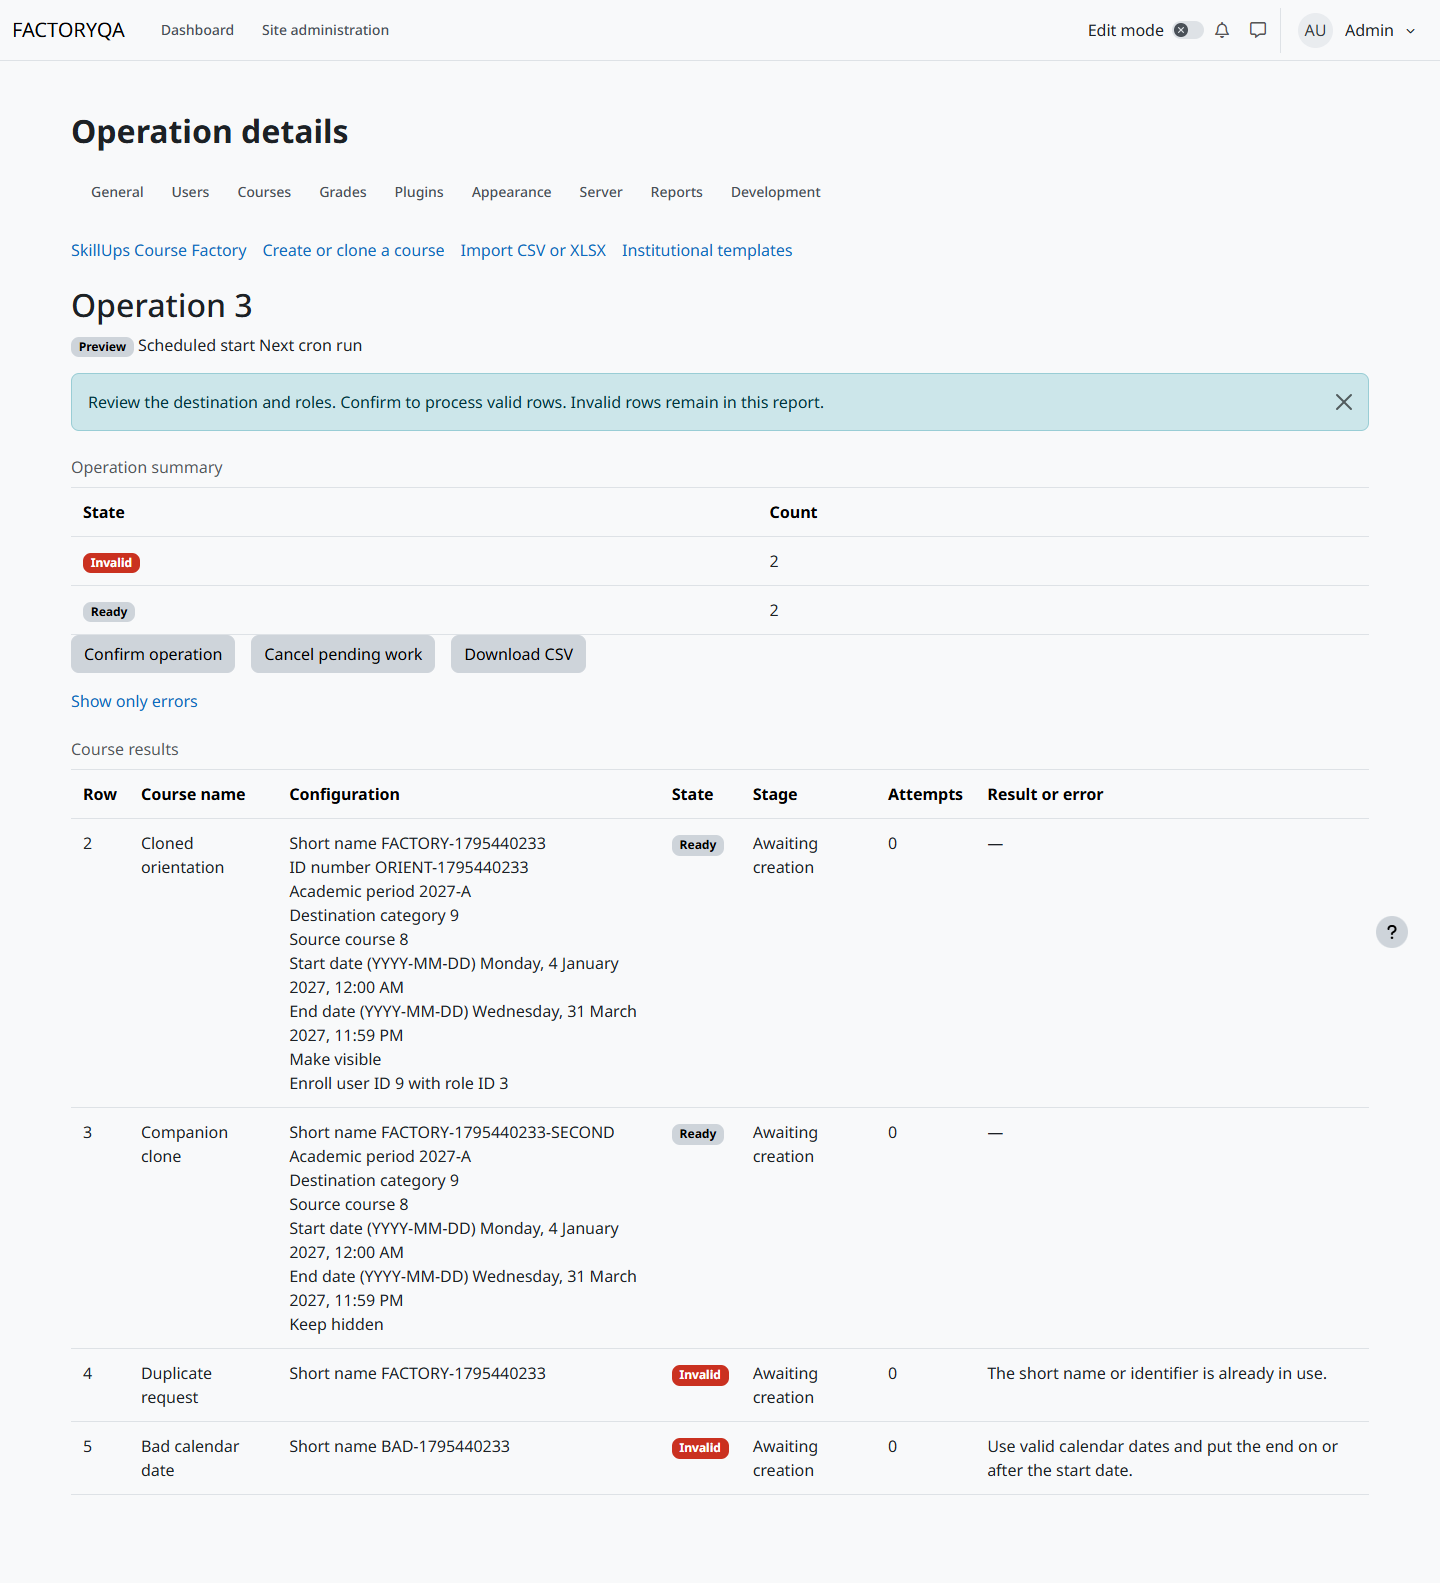 FACTORYQA Dashboard Site administration Edit mode AU Admin
Operation details
General Users Courses Grades Plugins Appearance Server Reports Development
SkillUps Course Factory Create or clone a course Import CSV or XLSX Institutional templates
Operation 3
Preview Scheduled start Next cron run
Review the destination and roles. Confirm to process valid rows. Invalid rows remain in this report.
Operation summary
State Count
Invalid 2
Ready 2
Confirm operation Cancel pending work Download CSV
Show only errors
Course results
Row Course name Configuration State Stage Attempts Result or error
2 Cloned Short name FACTORY-1795440233 Ready Awaiting 0 —
orientation ID number ORIENT-1795440233 creation
Academic period 2027-A
Destination category 9
Source course 8
Start date (YYYY-MM-DD) Monday, 4 January
2027, 12:00 AM
End date (YYYY-MM-DD) Wednesday, 31 March
2027, 11:59 PM
Make visible
Enroll user ID 9 with role ID 3
?
3 Companion Short name FACTORY-1795440233-SECOND Ready Awaiting 0 —
clone Academic period 2027-A creation
Destination category 9
Source course 8
Start date (YYYY-MM-DD) Monday, 4 January
2027, 12:00 AM
End date (YYYY-MM-DD) Wednesday, 31 March
2027, 11:59 PM
Keep hidden
4 Duplicate Short name FACTORY-1795440233 Invalid Awaiting 0 The short name or identifier is already in use.
request creation
5 Bad calendar Short name BAD-1795440233 Invalid Awaiting 0 Use valid calendar dates and put the end on or
date creation after the start date.